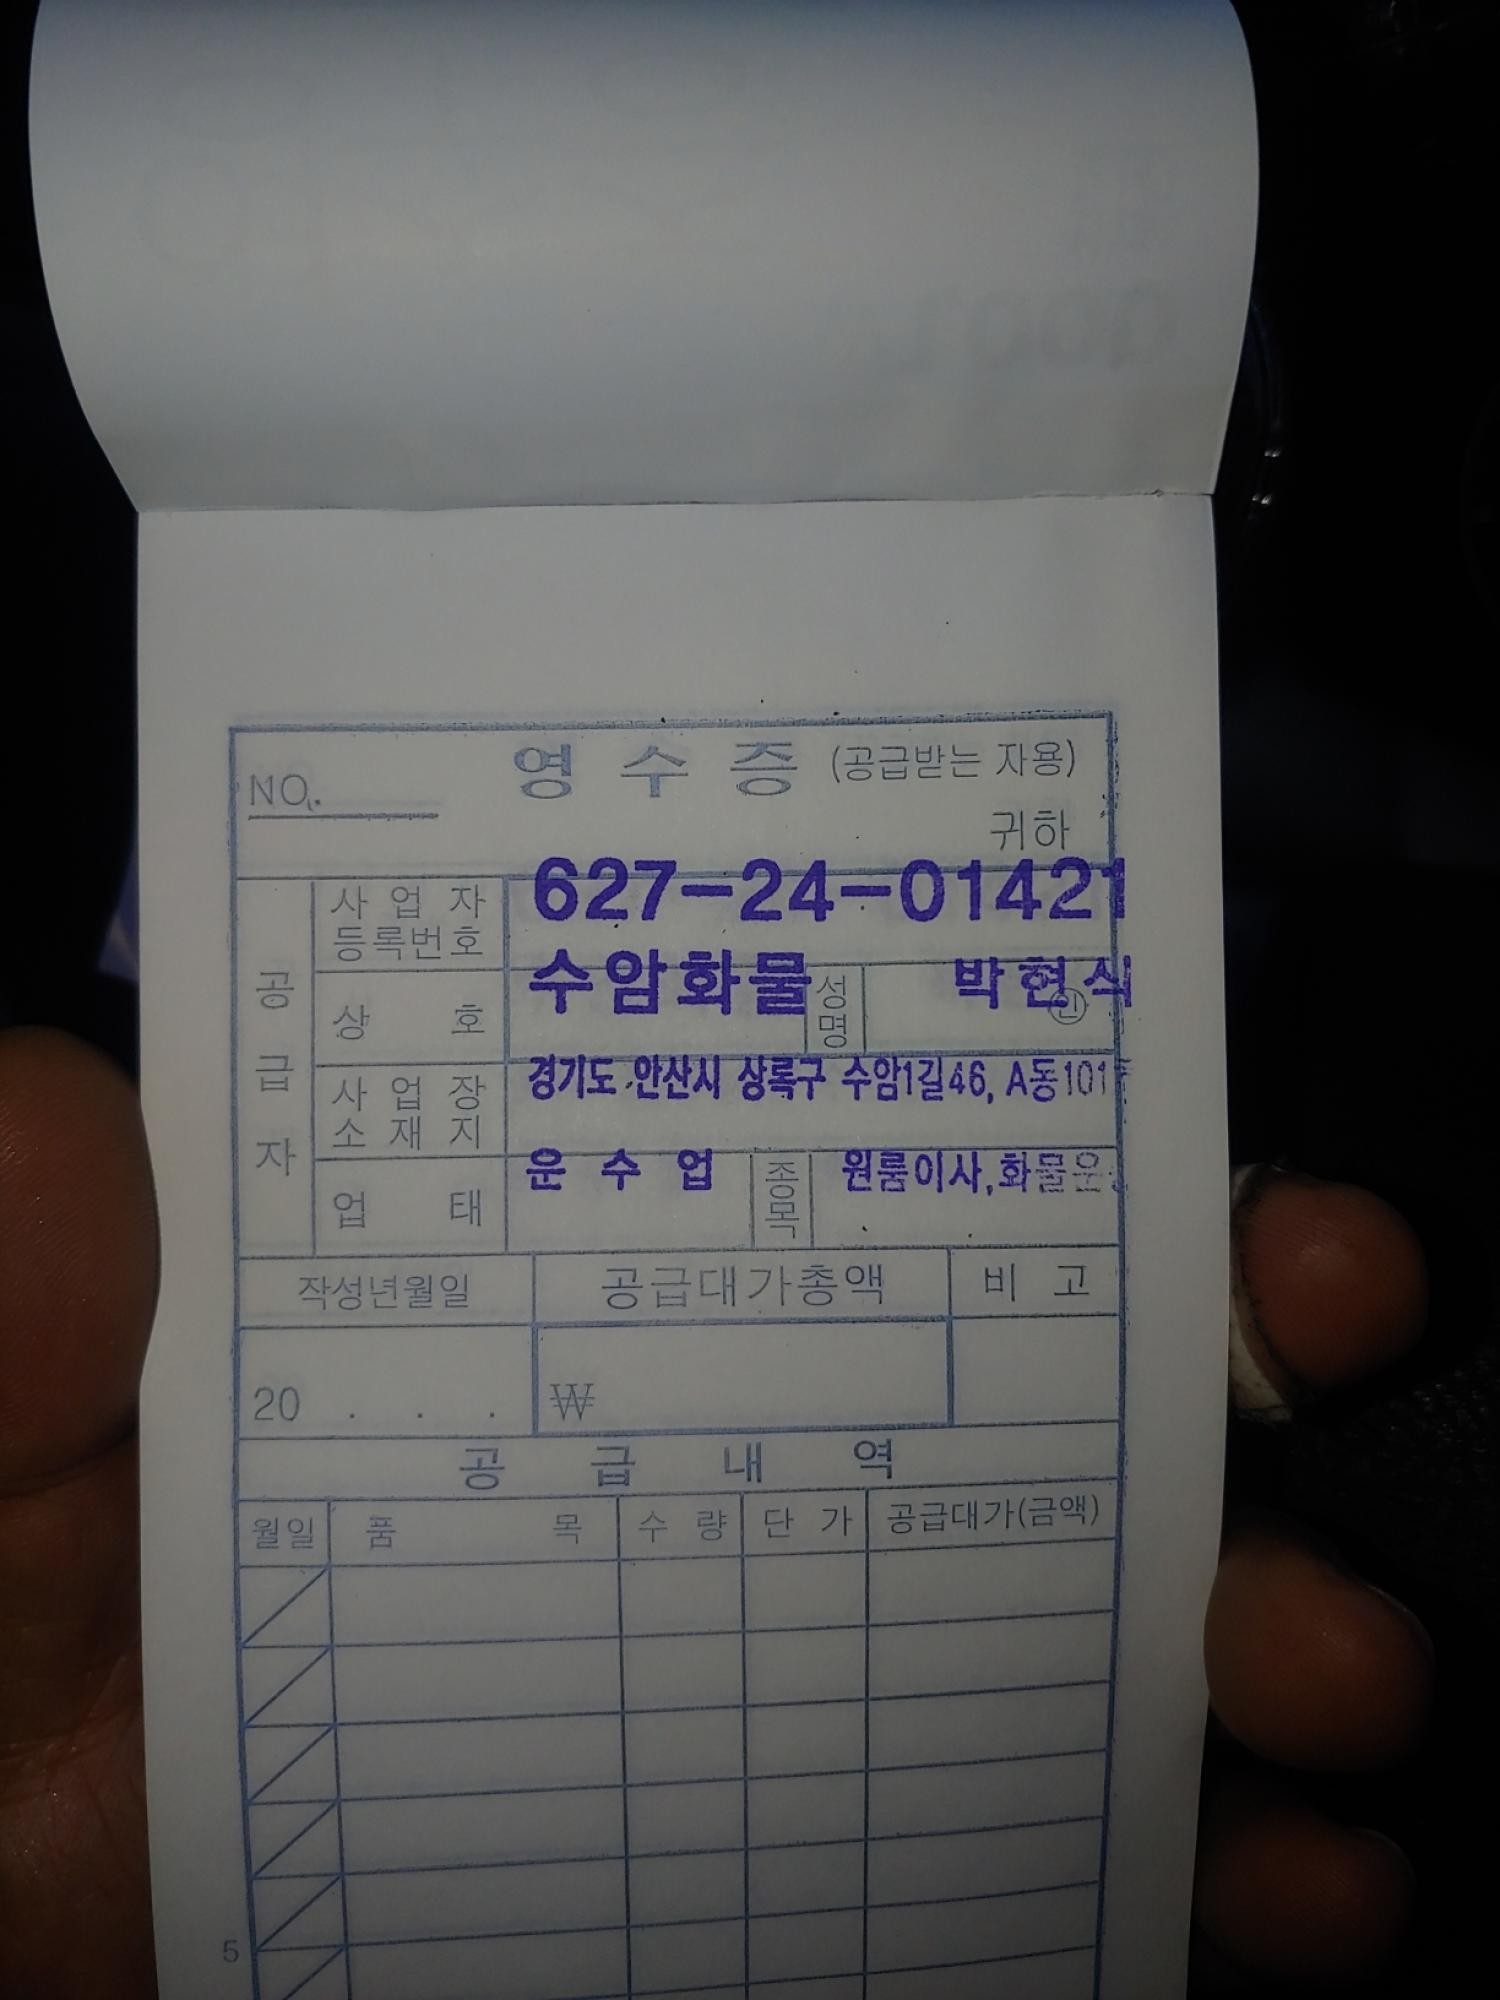 영 수 증 (공급받는 자용)
NO.
귀하
공급자
사업자등록번호 627-24-01421
상호 수암화물 성명 박현식 인
사업장소재지 경기도 안산시 상록구 수암1길46, A동101
업태 운 수 업 종목 원룸이사,화물운
작성년월일 공급대가총액 비 고
20 . . . ₩
공 급 내 역
월일 품 목 수 량 단 가 공급대가(금액)
5